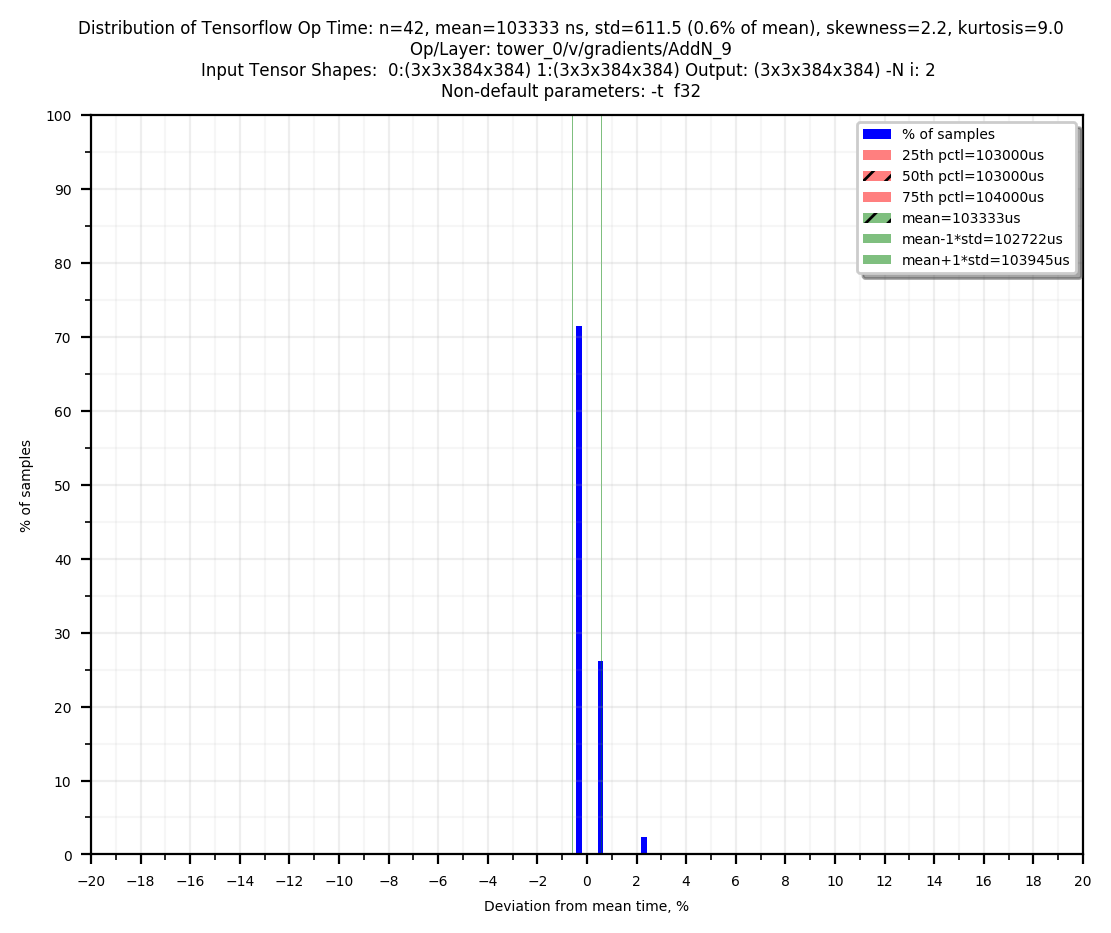 Distribution of Tensorflow Op Time: n=42, mean=103333 ns, std=611.5 (0.6% of mean), skewness=2.2, kurtosis=9.0
Op/Layer: tower_0/v/gradients/AddN_9
Input Tensor Shapes:  0:(3x3x384x384) 1:(3x3x384x384) Output: (3x3x384x384) -N i: 2
Non-default parameters: -t  f32
100
90
80
70
60
50
40
30
20
10
0
% of samples
% of samples
25th pctl=103000us
50th pctl=103000us
75th pctl=104000us
mean=103333us
mean-1*std=102722us
mean+1*std=103945us
−20 −18 −16 −14 −12 −10 −8 −6 −4 −2 0 2 4 6 8 10 12 14 16 18 20
Deviation from mean time, %